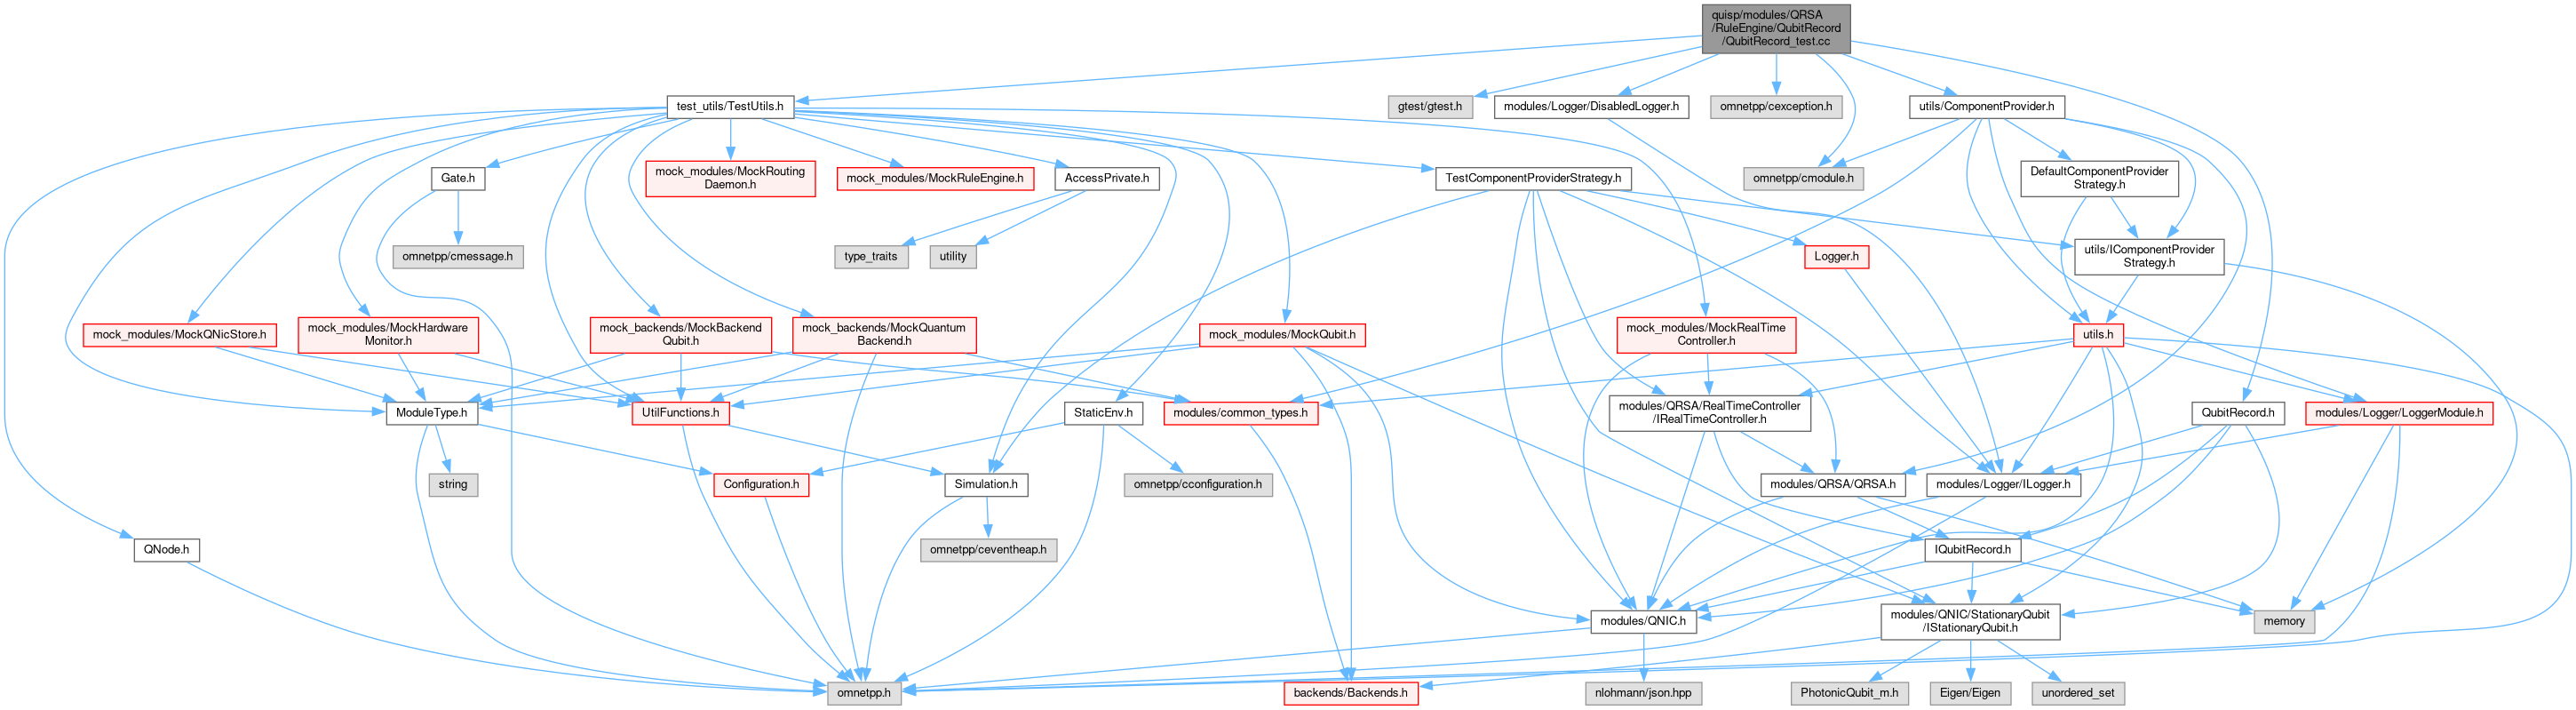 quisp/modules/QRSA
/RuleEngine/QubitRecord
/QubitRecord_test.cc
test_utils/TestUtils.h
gtest/gtest.h
modules/Logger/DisabledLogger.h
omnetpp/cexception.h
utils/ComponentProvider.h
Gate.h
mock_modules/MockRouting
Daemon.h
mock_modules/MockRuleEngine.h
AccessPrivate.h
TestComponentProviderStrategy.h
omnetpp/cmodule.h
DefaultComponentProvider
Strategy.h
omnetpp/cmessage.h
type_traits
utility
Logger.h
utils/IComponentProvider
Strategy.h
mock_modules/MockQNicStore.h
mock_modules/MockHardware
Monitor.h
mock_backends/MockBackend
Qubit.h
mock_backends/MockQuantum
Backend.h
mock_modules/MockQubit.h
mock_modules/MockRealTime
Controller.h
utils.h
ModuleType.h
UtilFunctions.h
StaticEnv.h
modules/common_types.h
modules/QRSA/RealTimeController
/IRealTimeController.h
QubitRecord.h
modules/Logger/LoggerModule.h
string
Configuration.h
Simulation.h
omnetpp/cconfiguration.h
modules/QRSA/QRSA.h
modules/Logger/ILogger.h
QNode.h
omnetpp/ceventheap.h
IQubitRecord.h
modules/QNIC.h
modules/QNIC/StationaryQubit
/IStationaryQubit.h
memory
omnetpp.h
backends/Backends.h
nlohmann/json.hpp
PhotonicQubit_m.h
Eigen/Eigen
unordered_set